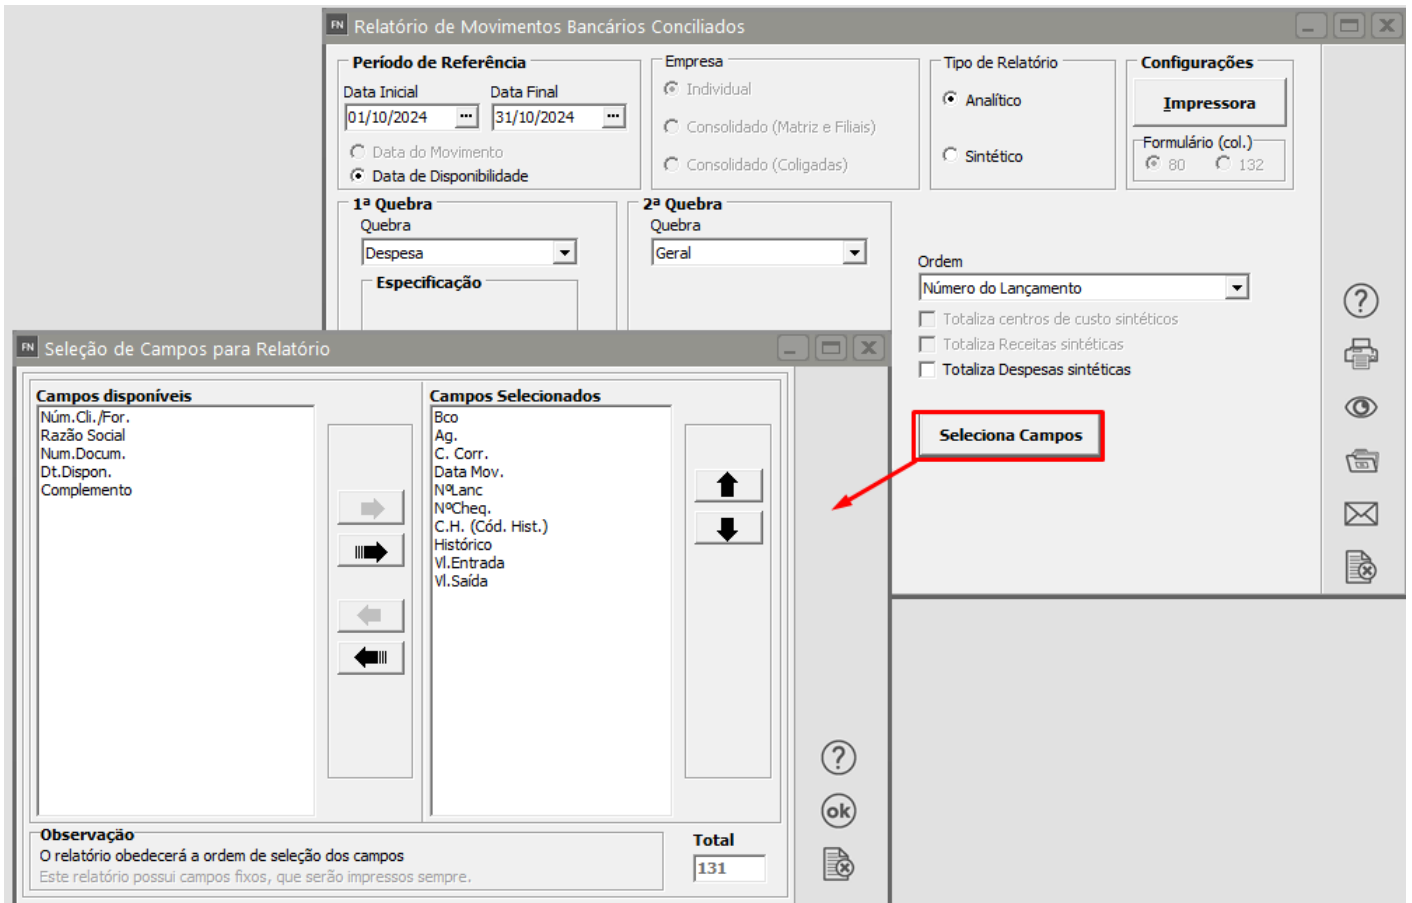 FN Relatório de Movimentos Bancários Conciliados
Período de Referência
Data Inicial Data Final
01/10/2024 ... 31/10/2024 ...
Data do Movimento
Data de Disponibilidade
Empresa
Individual
Consolidado (Matriz e Filiais)
Consolidado (Coligadas)
Tipo de Relatório
Analítico
Sintético
Configurações
Impressora
Formulário (col.)
80 132
1ª Quebra
Quebra
Despesa
Especificação
2ª Quebra
Quebra
Geral
Ordem
Número do Lançamento
Totaliza centros de custo sintéticos
Totaliza Receitas sintéticas
Totaliza Despesas sintéticas
Seleciona Campos
FN Seleção de Campos para Relatório
Campos disponíveis
Núm.Cli./For.
Razão Social
Num.Docum.
Dt.Dispon.
Complemento
Campos Selecionados
Bco
Ag.
C. Corr.
Data Mov.
NºLanc
NºCheq.
C.H. (Cód. Hist.)
Histórico
Vl.Entrada
Vl.Saída
ok
Observação
O relatório obedecerá a ordem de seleção dos campos
Este relatório possui campos fixos, que serão impressos sempre.
Total
131